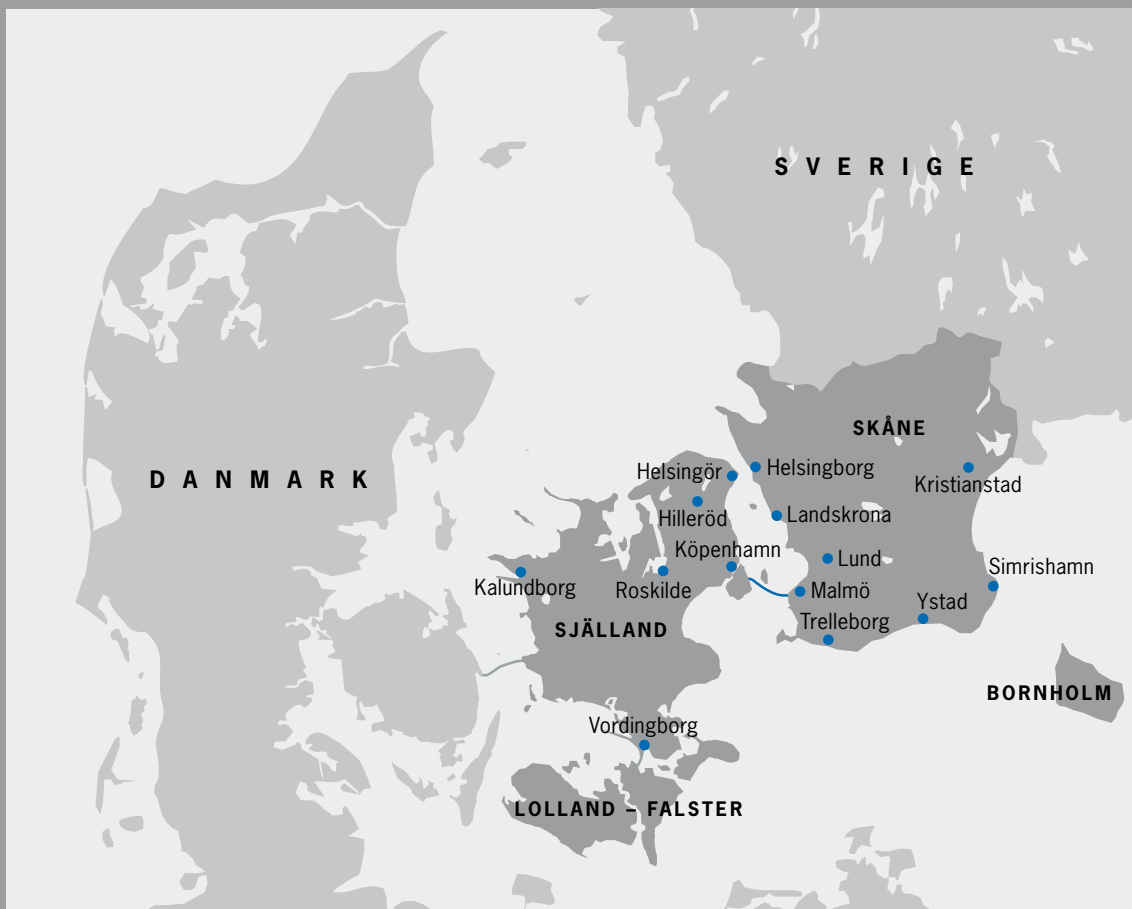 SVERIGE
SKÅNE
DANMARK
Helsingör
Helsingborg
Kristianstad
Hilleröd
Landskrona
Köpenhamn
Lund
Simrishamn
Kalundborg
Roskilde
Malmö
Ystad
Trelleborg
SJÄLLAND
BORNHOLM
Vordingborg
LOLLAND – FALSTER